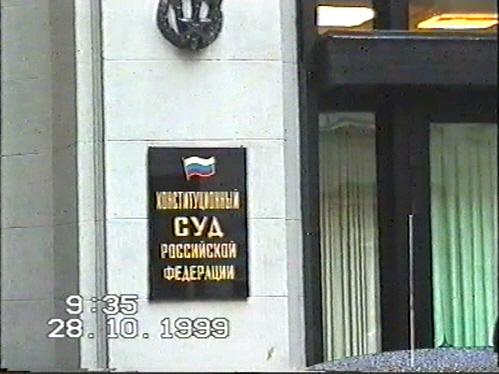 КОНСТИТУЦИОННЫЙ
СУД
РОССИЙСКОЙ
ФЕДЕРАЦИИ
9:35
28.10.1999